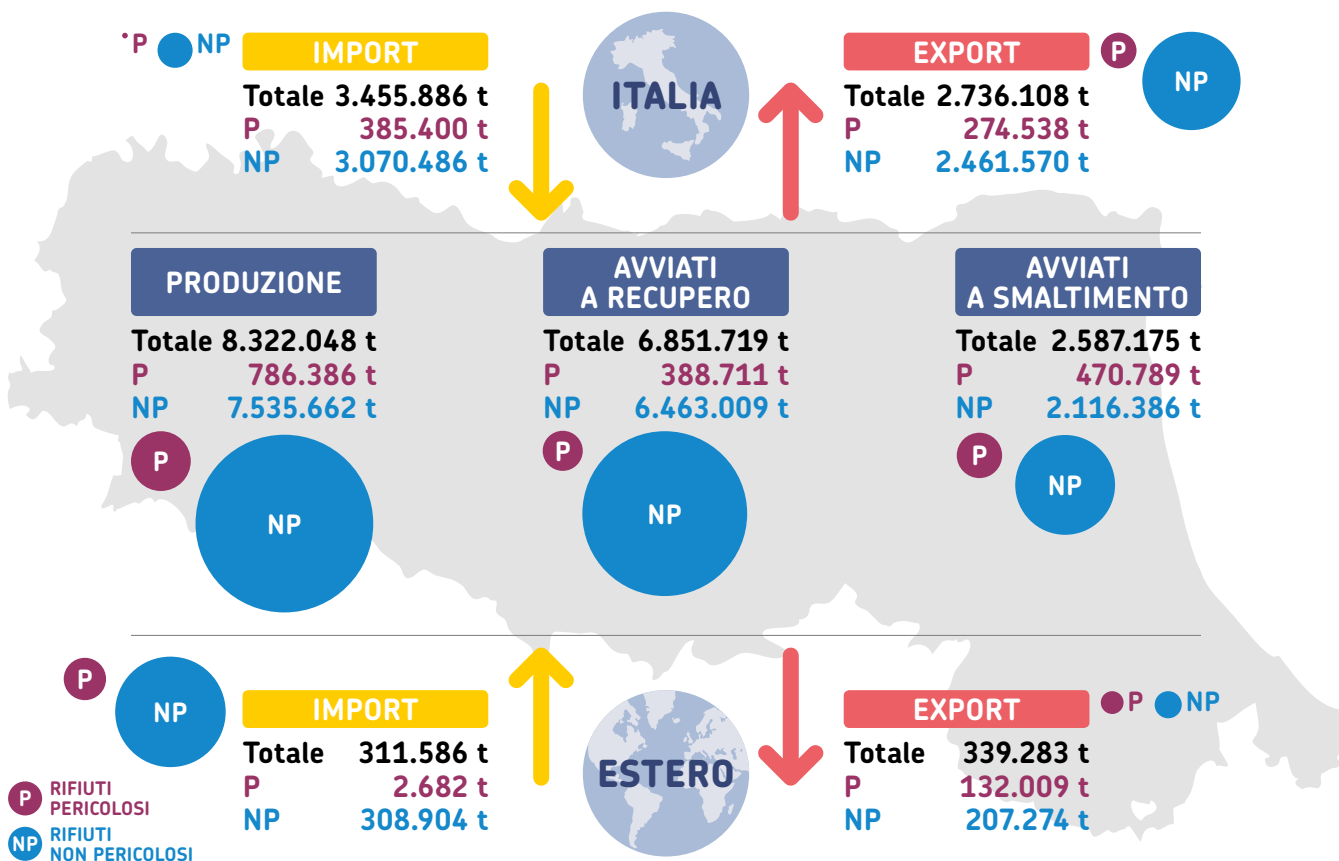 P NP
IMPORT
Totale 3.455.886 t
P 385.400 t
NP 3.070.486 t
ITALIA
EXPORT
Totale 2.736.108 t
P 274.538 t
NP 2.461.570 t
P
NP
PRODUZIONE
Totale 8.322.048 t
P 786.386 t
NP 7.535.662 t
P
NP
AVVIATI
A RECUPERO
Totale 6.851.719 t
P 388.711 t
NP 6.463.009 t
P
NP
AVVIATI
A SMALTIMENTO
Totale 2.587.175 t
P 470.789 t
NP 2.116.386 t
P
NP
P
NP
IMPORT
Totale 311.586 t
P 2.682 t
NP 308.904 t
ESTERO
EXPORT
Totale 339.283 t
P 132.009 t
NP 207.274 t
P NP
P RIFIUTI
PERICOLOSI
NP RIFIUTI
NON PERICOLOSI